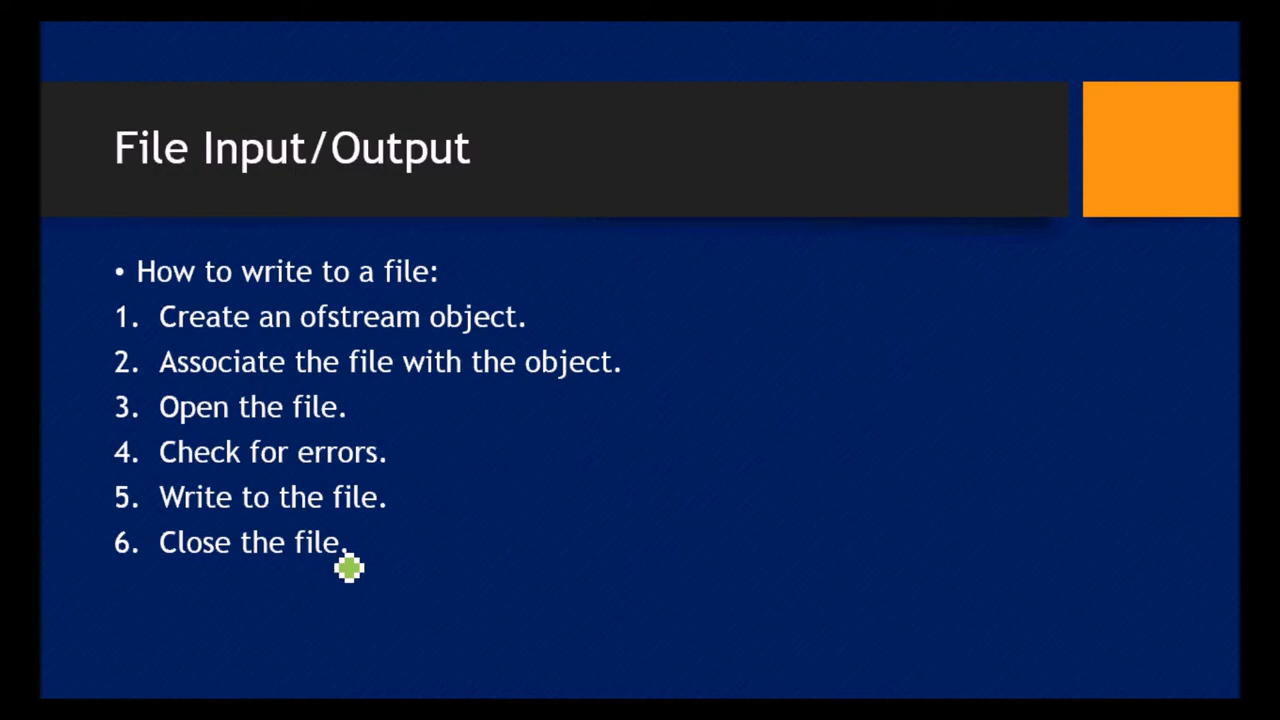 File Input/Output
• How to write to a file:
1. Create an ofstream object.
2. Associate the file with the object.
3. Open the file.
4. Check for errors.
5. Write to the file.
6. Close the file.